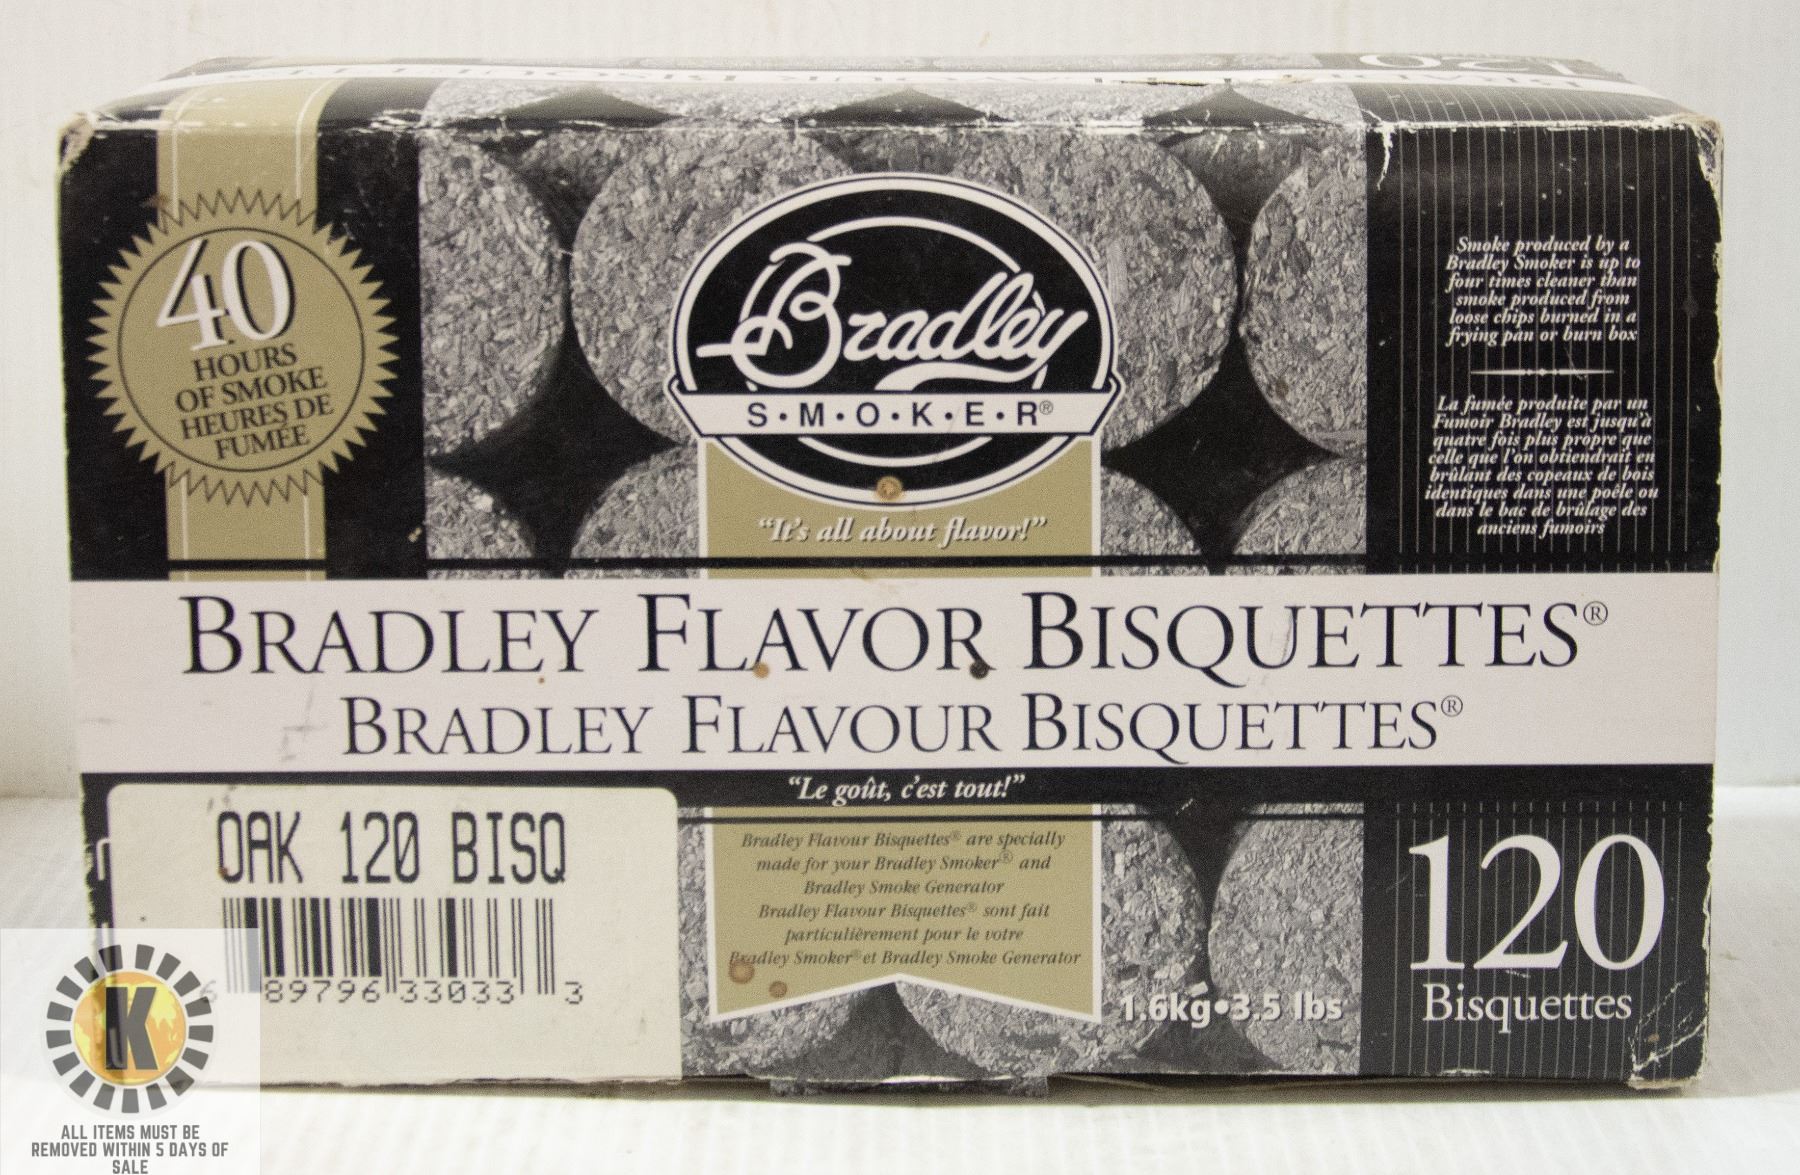 40
HOURS
OF SMOKE
HEURES DE
FUMÉE
Bradley
S•M•O•K•E•R®
"It's all about flavor!"
Smoke produced by a
Bradley Smoker is up to
four times cleaner than
smoke produced from
loose chips burned in a
frying pan or burn box
La fumée produite par un
Fumoir Bradley est jusqu'à
quatre fois plus propre que
celle que l'on obtiendrait en
brûlant des copeaux de bois
identiques dans une poêle ou
dans le bac de brûlage des
anciens fumoirs
BRADLEY FLAVOR BISQUETTES®
BRADLEY FLAVOUR BISQUETTES®
"Le goût, c'est tout!"
OAK 120 BISQ
6 89796 33033 3
Bradley Flavour Bisquettes® are specially
made for your Bradley Smoker® and
Bradley Smoke Generator
Bradley Flavour Bisquettes® sont fait
particulièrement pour le votre
Bradley Smoker® et Bradley Smoke Generator
1.6kg•3.5 lbs
120
Bisquettes
K
ALL ITEMS MUST BE
REMOVED WITHIN 5 DAYS OF
SALE